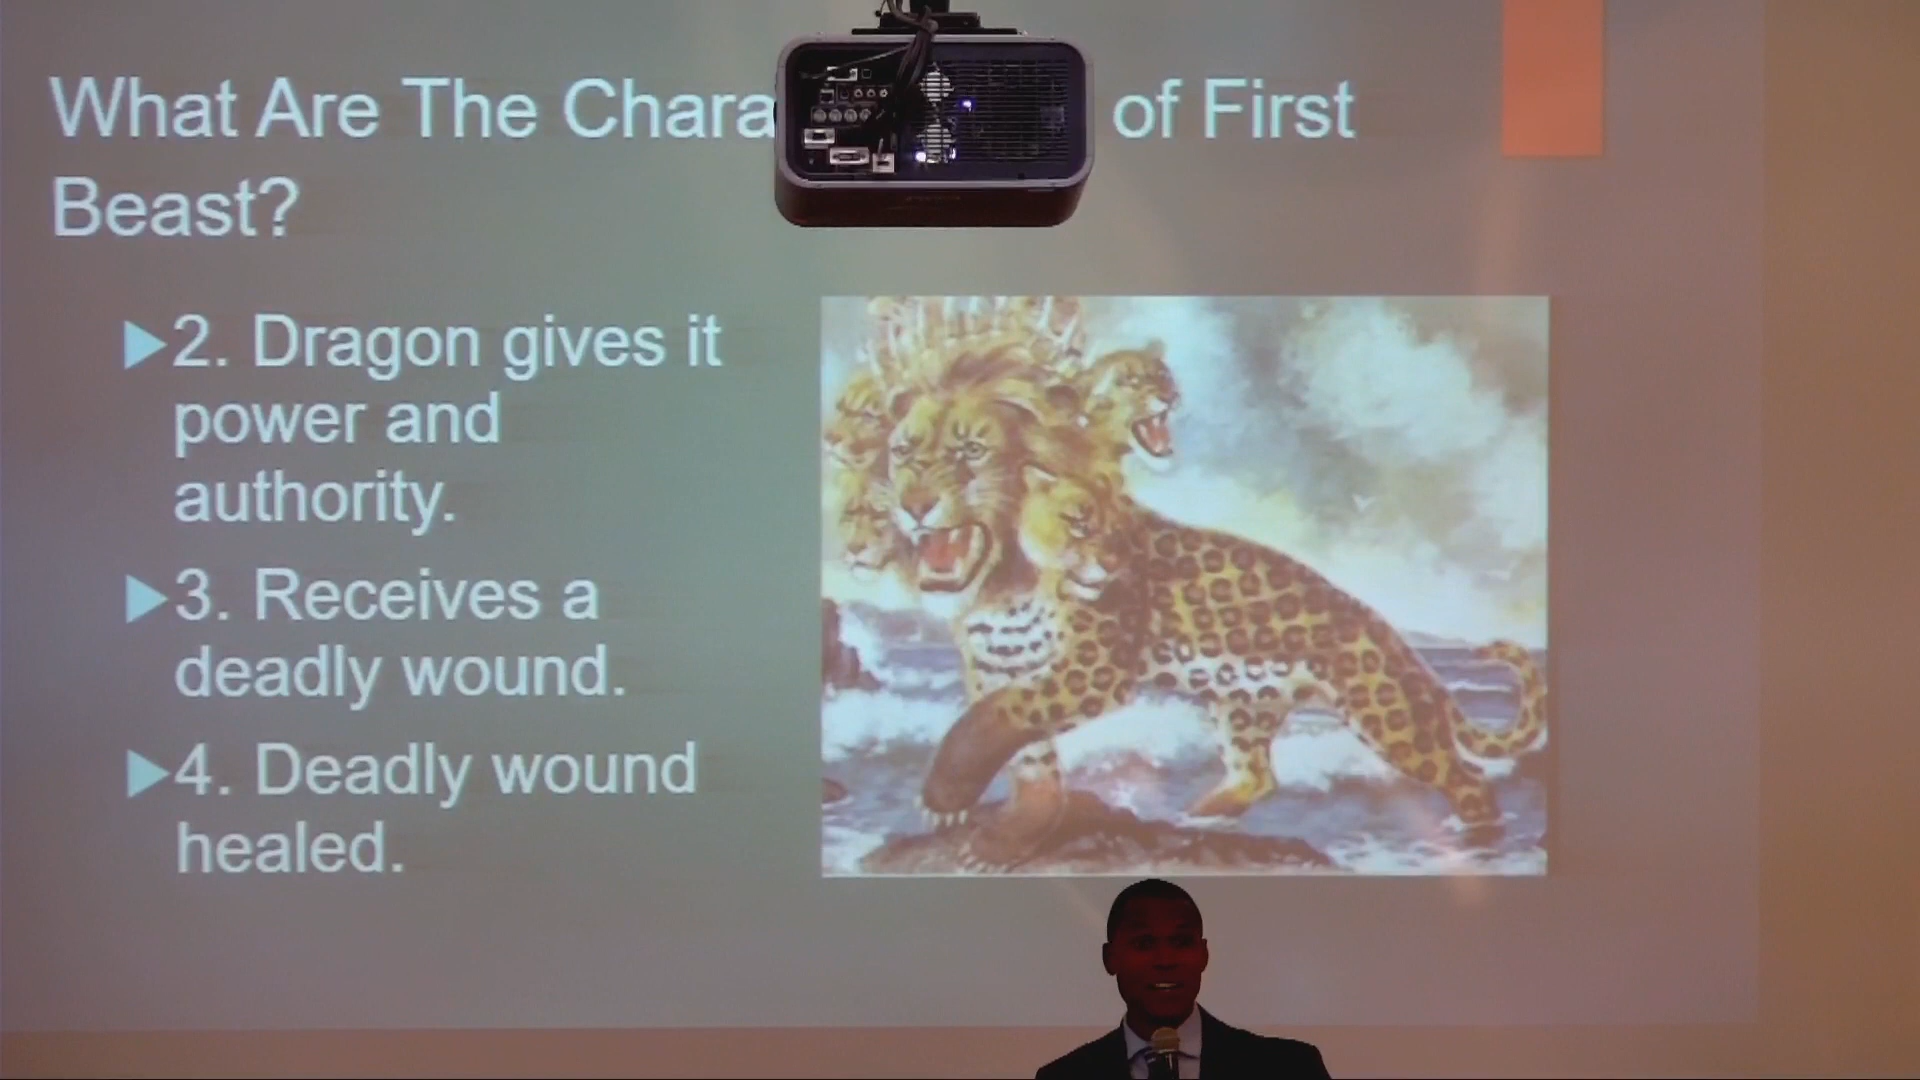 What Are The Chara of First
Beast?
2. Dragon gives it
power and
authority.
3. Receives a
deadly wound.
4. Deadly wound
healed.